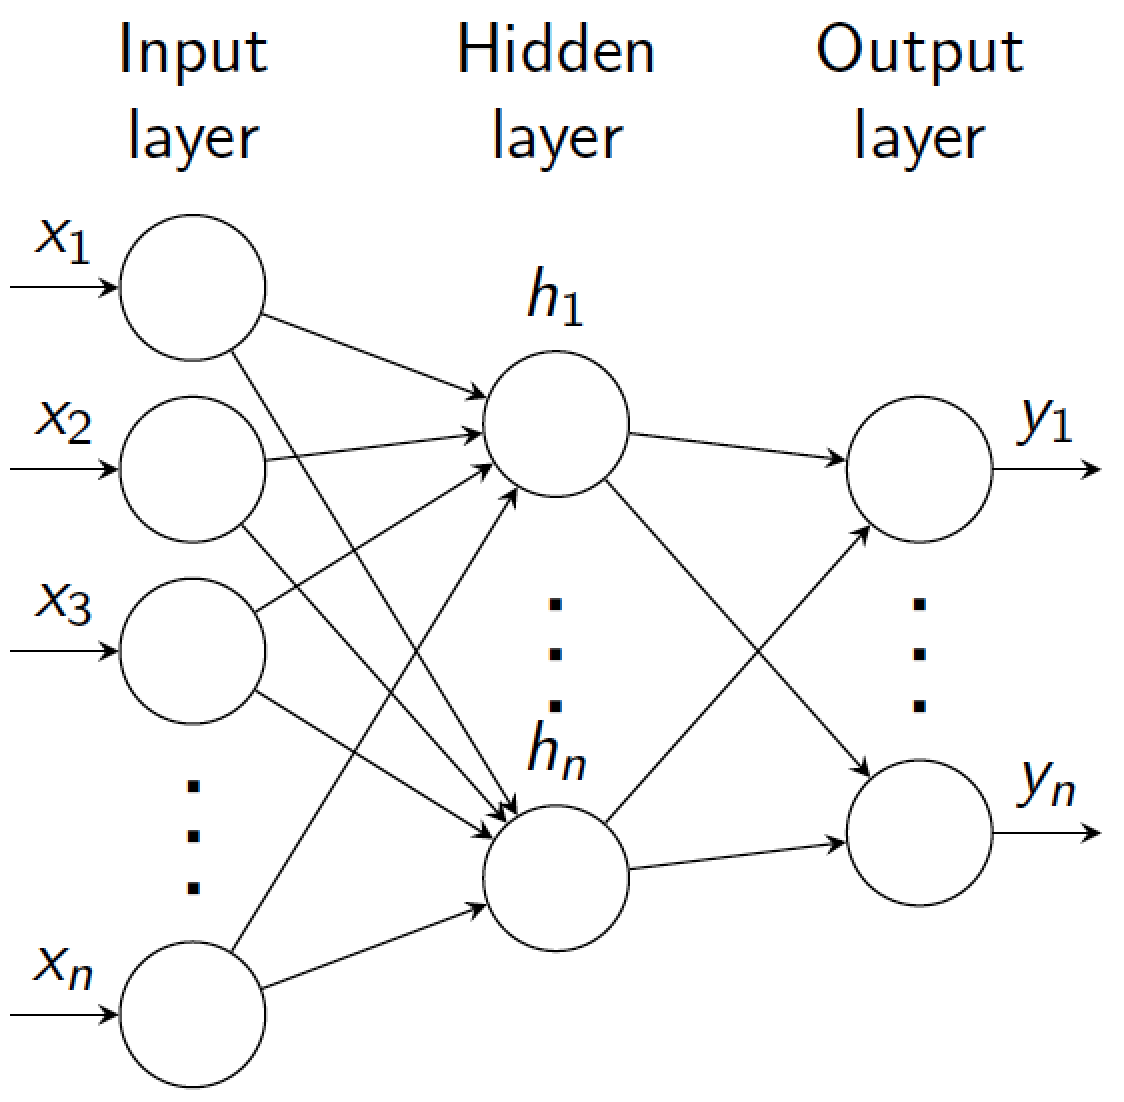 Input layer
Hidden layer
Output layer
x1
x2
x3
xn
h1
hn
y1
yn